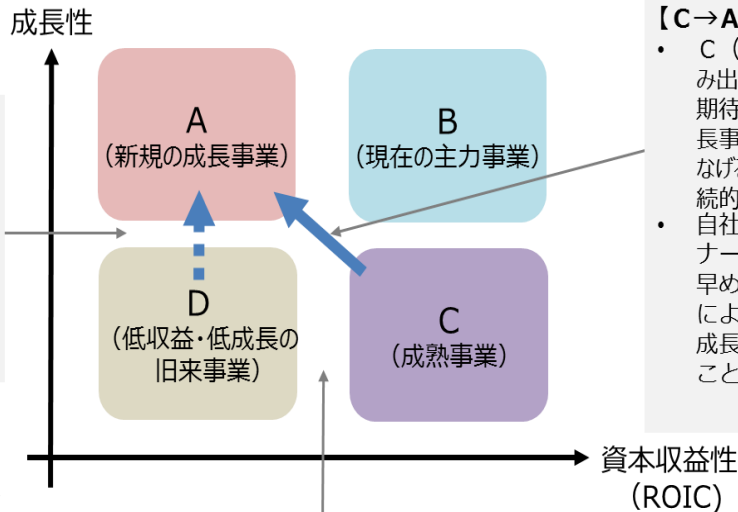 成長性
A
(新規の成長事業)
B
(現在の主力事業)
D
(低収益・低成長の
旧来事業)
C
(成熟事業)
資本収益性
(ROIC)
【C→A
• C（
み出
期待
長事
なげ
続的
• 自社
ナー
早め
によ
成長
こと